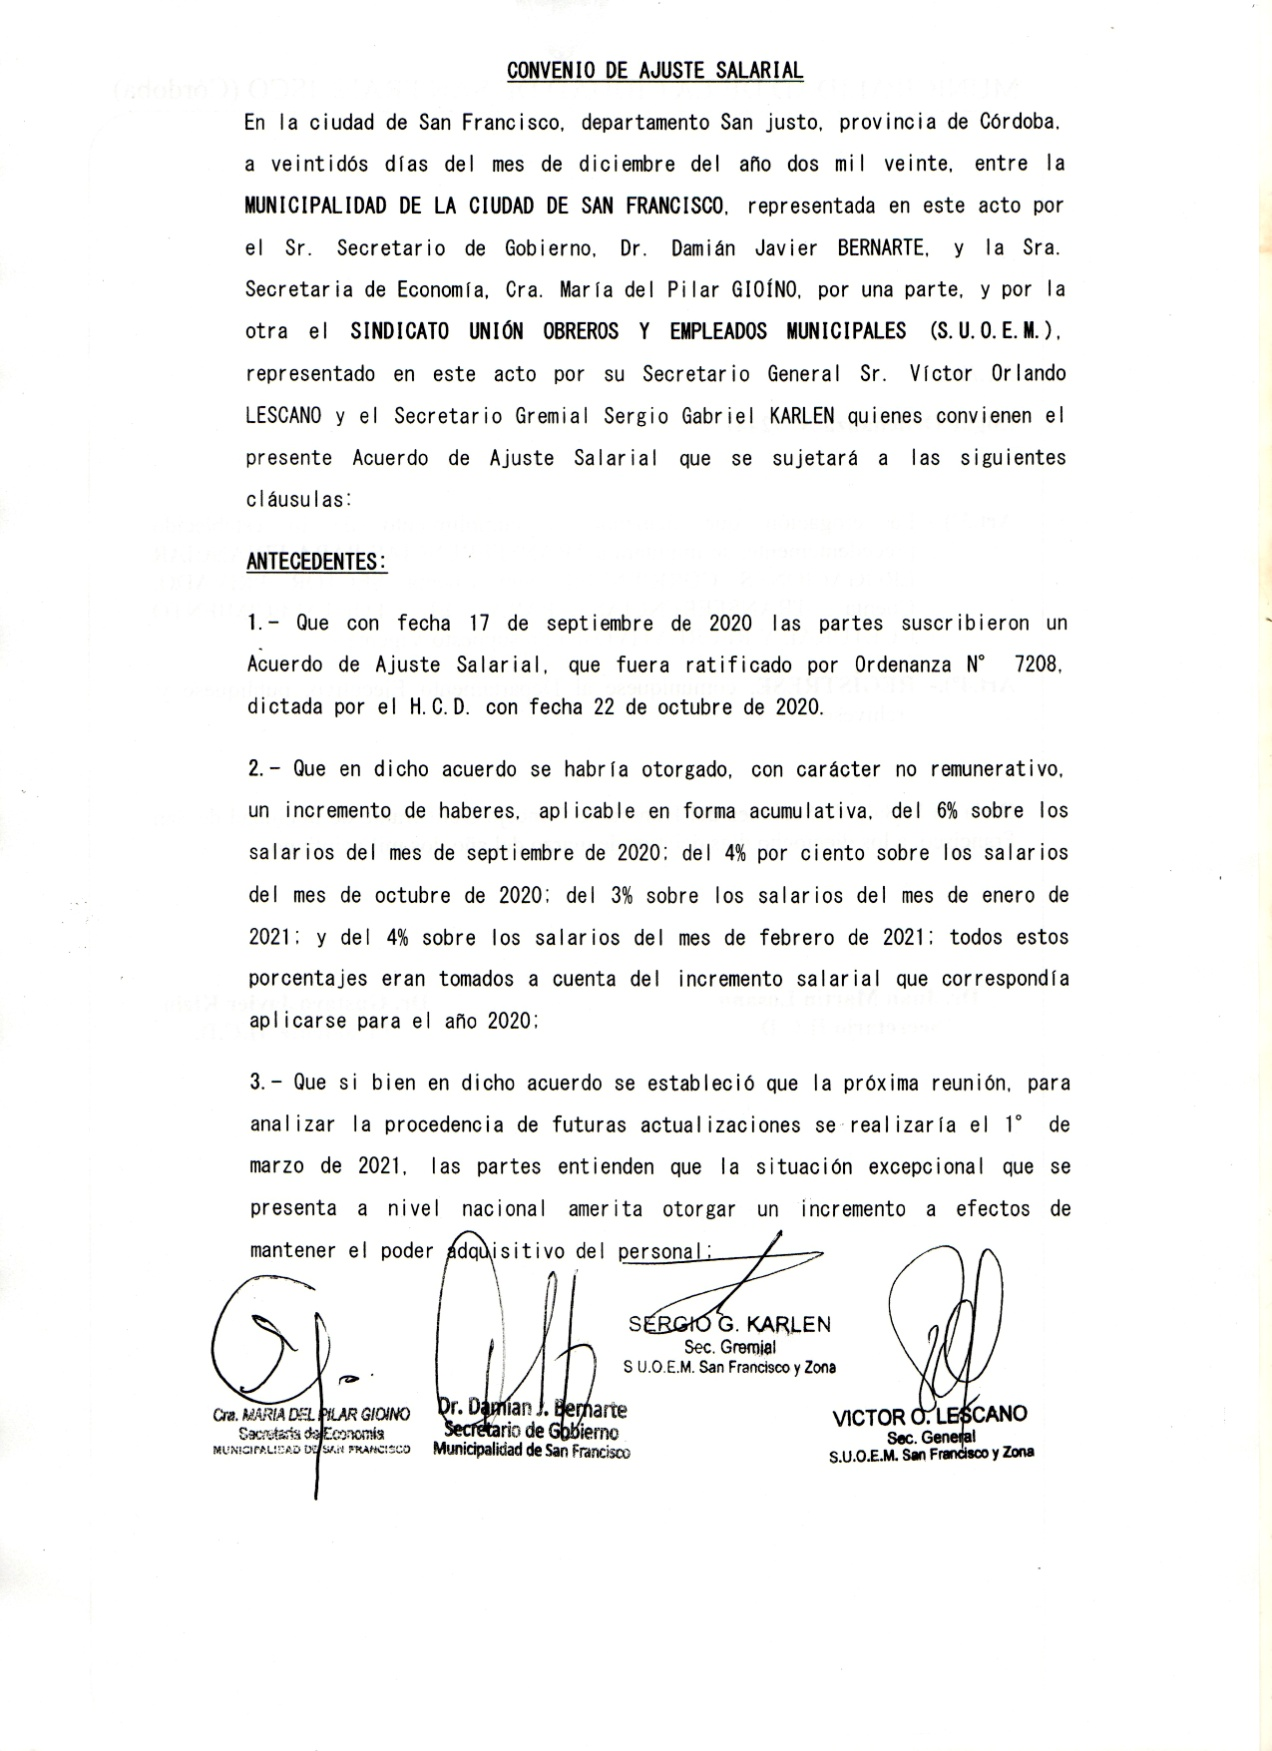 CONVENIO DE AJUSTE SALARIAL
En la ciudad de San Francisco, departamento San justo, provincia de Córdoba,
a veintidós días del mes de diciembre del año dos mil veinte, entre la
MUNICIPALIDAD DE LA CIUDAD DE SAN FRANCISCO, representada en este acto por
el Sr. Secretario de Gobierno, Dr. Damián Javier BERNARTE, y la Sra.
Secretaria de Economía, Cra. María del Pilar GIOÍNO, por una parte, y por la
otra el SINDICATO UNIÓN OBREROS Y EMPLEADOS MUNICIPALES (S.U.O.E.M.),
representado en este acto por su Secretario General Sr. Víctor Orlando
LESCANO y el Secretario Gremial Sergio Gabriel KARLEN quienes convienen el
presente Acuerdo de Ajuste Salarial que se sujetará a las siguientes
cláusulas:
ANTECEDENTES:
1.- Que con fecha 17 de septiembre de 2020 las partes suscribieron un
Acuerdo de Ajuste Salarial, que fuera ratificado por Ordenanza N° 7208,
dictada por el H.C.D. con fecha 22 de octubre de 2020.
2.- Que en dicho acuerdo se habría otorgado, con carácter no remunerativo,
un incremento de haberes, aplicable en forma acumulativa, del 6% sobre los
salarios del mes de septiembre de 2020; del 4% por ciento sobre los salarios
del mes de octubre de 2020; del 3% sobre los salarios del mes de enero de
2021; y del 4% sobre los salarios del mes de febrero de 2021; todos estos
porcentajes eran tomados a cuenta del incremento salarial que correspondía
aplicarse para el año 2020;
3.- Que si bien en dicho acuerdo se estableció que la próxima reunión, para
analizar la procedencia de futuras actualizaciones se realizaría el 1° de
marzo de 2021, las partes entienden que la situación excepcional que se
presenta a nivel nacional amerita otorgar un incremento a efectos de
mantener el poder adquisitivo del personal;
SERGIO G. KARLEN
Sec. Gremial
S U.O.E.M. San Francisco y Zona
Cra. MARIA DEL PILAR GIOINO
Secretaria de Economia
MUNICIPALIDAD DE SAN FRANCISCO
Dr. Damian J. Bernarte
Secretario de Gobierno
Municipalidad de San Francisco
VICTOR O. LESCANO
Sec. General
S.U.O.E.M. San Francisco y Zona